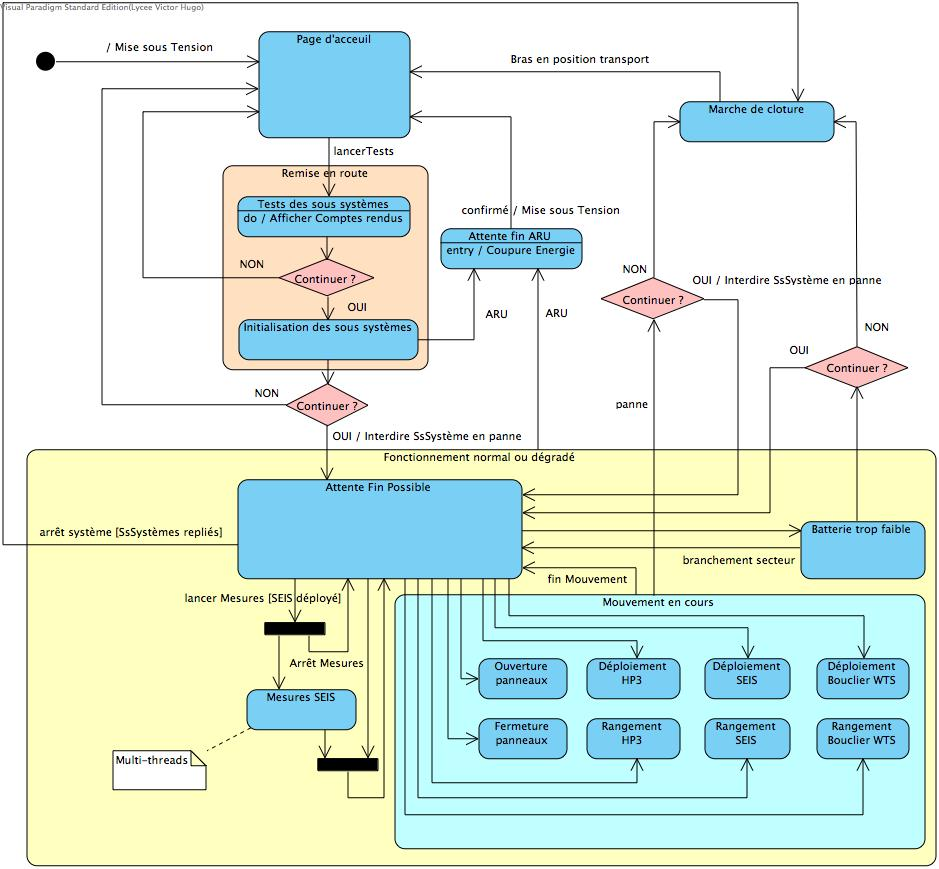 Visual Paradigm Standard Edition(Lycee Victor Hugo)
/ Mise sous Tension
Page d'acceuil
Bras en position transport
Marche de cloture
lancerTests
Remise en route
Tests des sous systèmes
do / Afficher Comptes rendus
confirmé / Mise sous Tension
Attente fin ARU
entry / Coupure Energie
NON
Continuer ?
OUI
Initialisation des sous systèmes
ARU
ARU
NON
Continuer ?
OUI / Interdire SsSystème en panne
NON
OUI
Continuer ?
panne
NON
Continuer ?
OUI / Interdire SsSystème en panne
Fonctionnement normal ou dégradé
Attente Fin Possible
arrêt système [SsSystèmes repliés]
Batterie trop faible
branchement secteur
fin Mouvement
lancer Mesures [SEIS déployé]
Mouvement en cours
Arrêt Mesures
Mesures SEIS
Multi-threads
Ouverture
panneaux
Déploiement
HP3
Déploiement
SEIS
Déploiement
Bouclier WTS
Fermeture
panneaux
Rangement
HP3
Rangement
SEIS
Rangement
Bouclier WTS